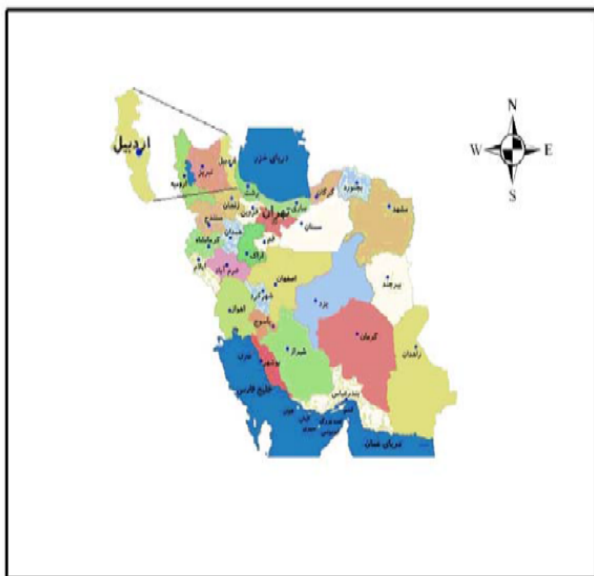 N
W E
S
اردبیل
دریای خزر
اردبیل
تبریز
ارومیه
رشت
زنجان
قزوین
تهران
ساری
گرگان
بجنورد
مشهد
سمنان
سنندج
همدان
قم
کرمانشاه
اراک
ایلام
خرم آباد
اصفهان
شهرکرد
یزد
بیرجند
اهواز
یاسوج
شیراز
کرمان
زاهدان
بوشهر
خلیج فارس
بندرعباس
دریای عمان